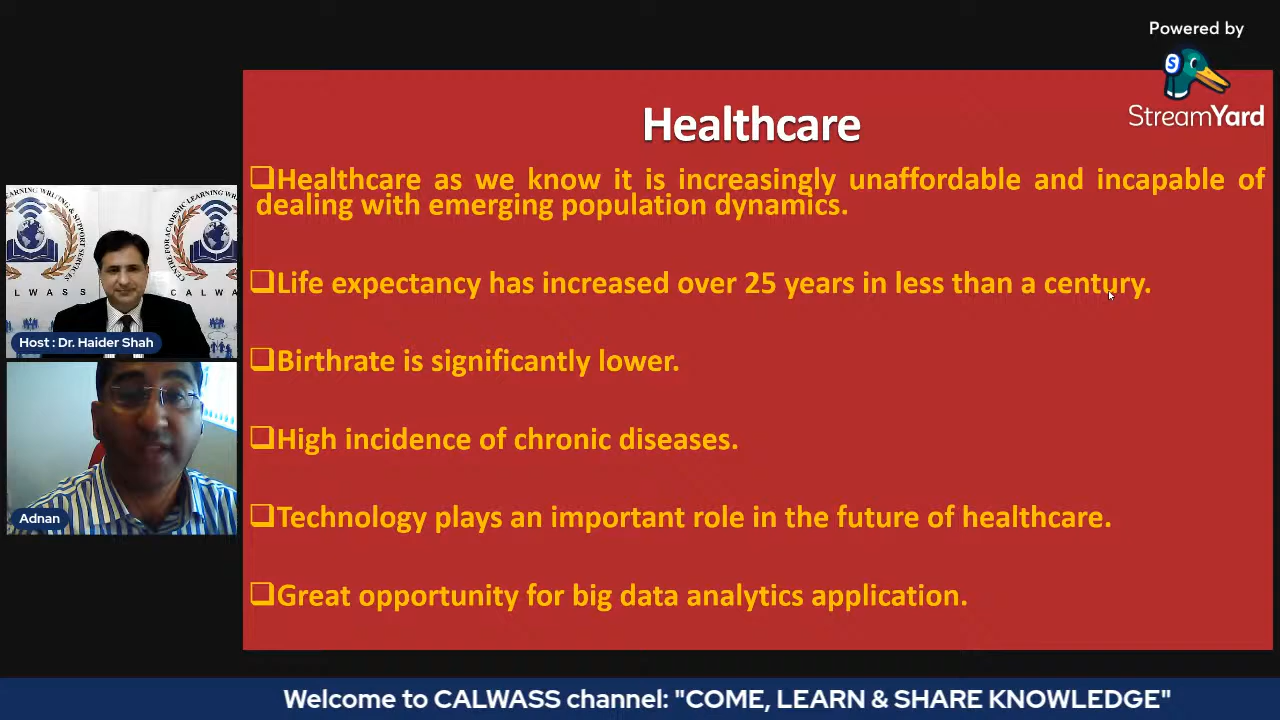 Powered by
StreamYard
Healthcare
Healthcare as we know it is increasingly unaffordable and incapable of
dealing with emerging population dynamics.
Life expectancy has increased over 25 years in less than a century.
Birthrate is significantly lower.
High incidence of chronic diseases.
Technology plays an important role in the future of healthcare.
Great opportunity for big data analytics application.
Host : Dr. Haider Shah
Adnan
Welcome to CALWASS channel: "COME, LEARN & SHARE KNOWLEDGE"